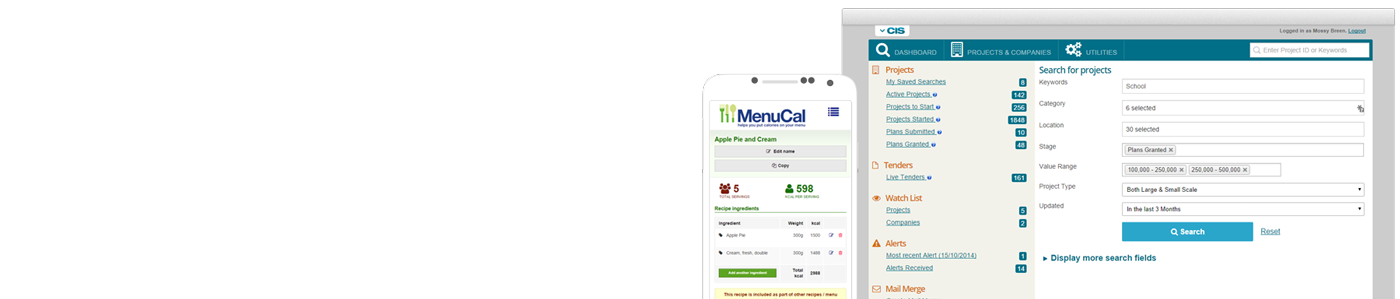 MenuCal
helps you put calories on your menu
Apple Pie and Cream
Edit name
Copy
5
TOTAL SERVINGS
598
KCAL PER SERVING
Recipe ingredients
Ingredient Weight kcal
Apple Pie 300g 1500
Cream, fresh, double 300g 1488
Add another ingredient Total kcal 2988
This recipe is included as part of other recipes / menu
CIS
Logged in as Mossy Breen. Logout
DASHBOARD PROJECTS & COMPANIES UTILITIES Enter Project ID or Keywords
Projects
My Saved Searches 8
Active Projects 142
Projects to Start 256
Projects Started 1848
Plans Submitted 10
Plans Granted 48
Tenders
Live Tenders 161
Watch List
Projects 5
Companies 2
Alerts
Most recent Alert (15/10/2014) 1
Alerts Received 14
Mail Merge
Search for projects
Keywords School
Category 6 selected
Location 30 selected
Stage Plans Granted
Value Range 100,000 - 250,000 250,000 - 500,000
Project Type Both Large & Small Scale
Updated In the last 3 Months
Search Reset
Display more search fields